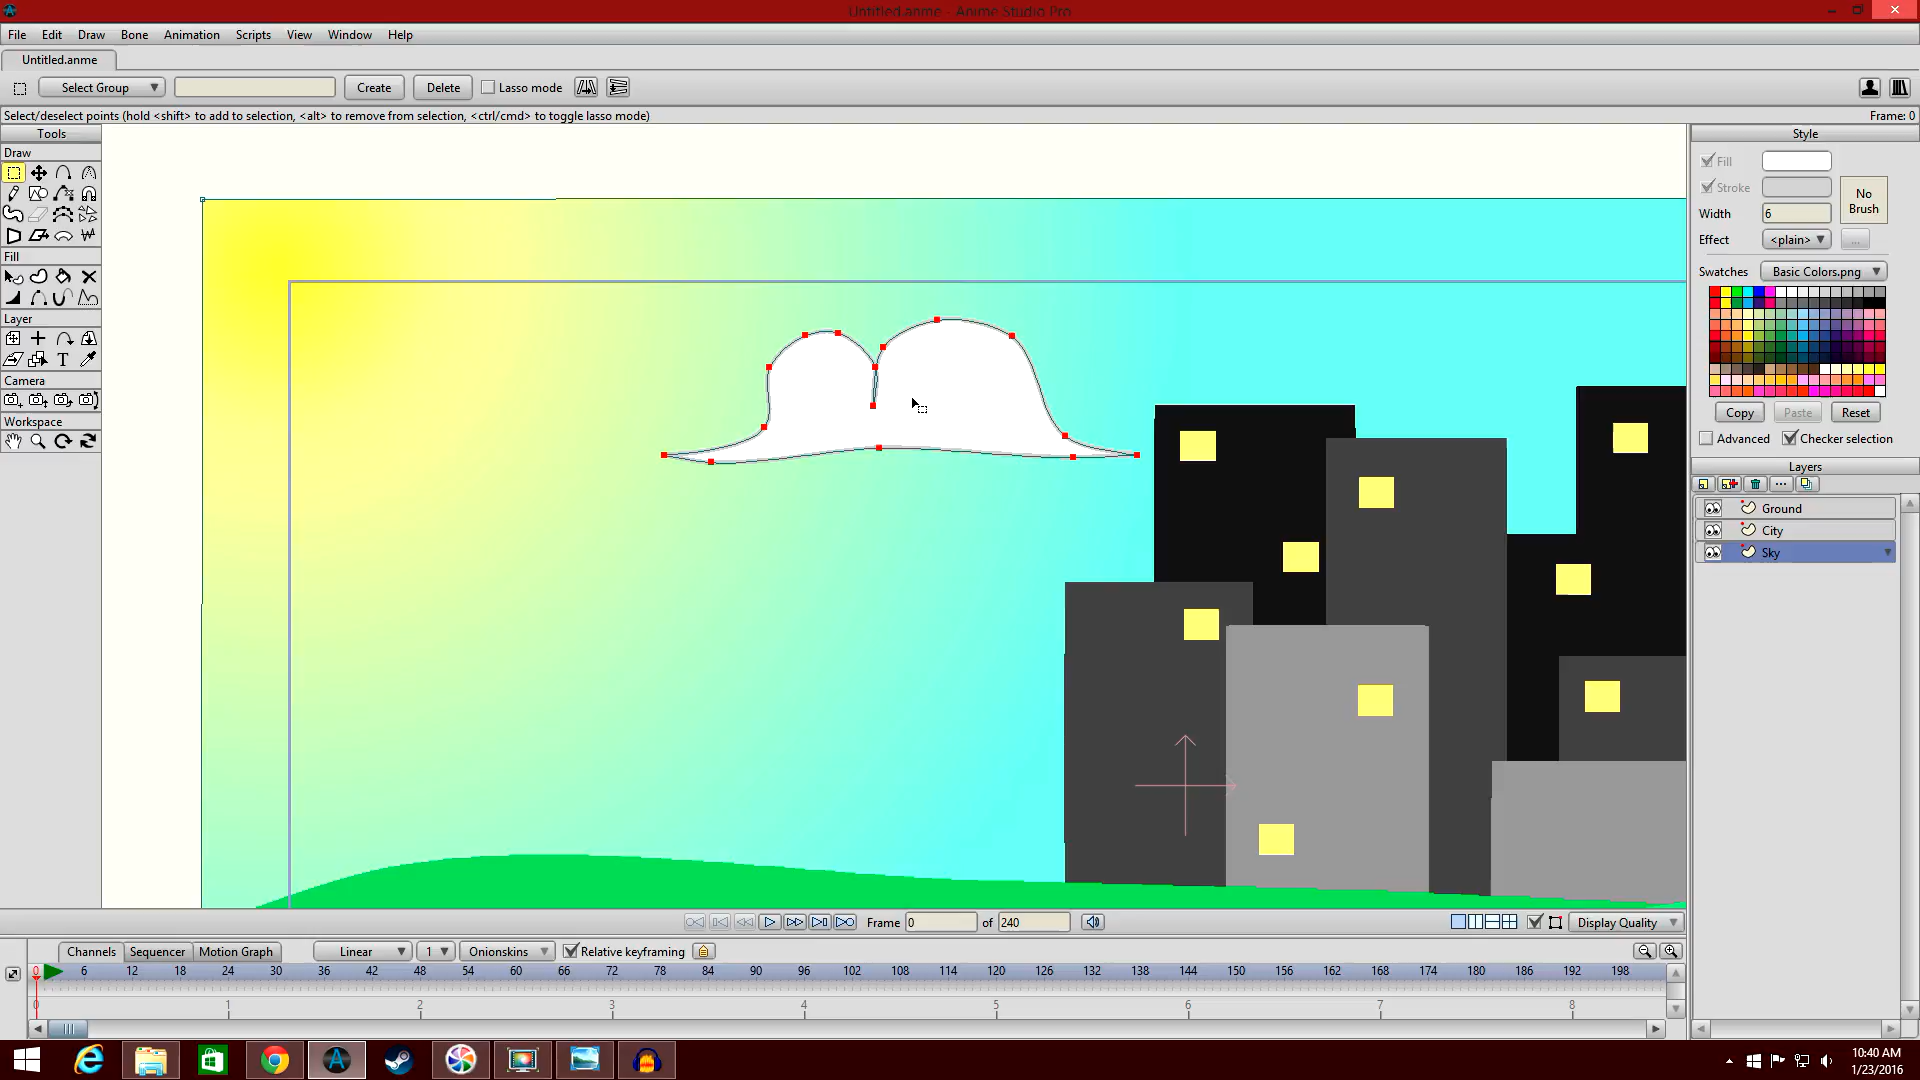 Untitled.anme - Anime Studio Pro
File Edit Draw Bone Animation Scripts View Window Help
Untitled.anme
Select Group Create Delete Lasso mode
Select/deselect points (hold <shift> to add to selection, <alt> to remove from selection, <ctrl/cmd> to toggle lasso mode) Frame: 0
Tools
Draw
Fill
Layer
T
Camera
Workspace
Style
Fill
Stroke
No
Brush
Width 6
Effect <plain> ...
Swatches Basic Colors.png
Copy Paste Reset
Advanced Checker selection
Layers
Ground
City
Sky
Frame 0 of 240 Display Quality
Channels Sequencer Motion Graph Linear 1 Onionskins Relative keyframing
0 6 12 18 24 30 36 42 48 54 60 66 72 78 84 90 96 102 108 114 120 126 132 138 144 150 156 162 168 174 180 186 192 198
0 1 2 3 4 5 6 7 8
10:40 AM
1/23/2016